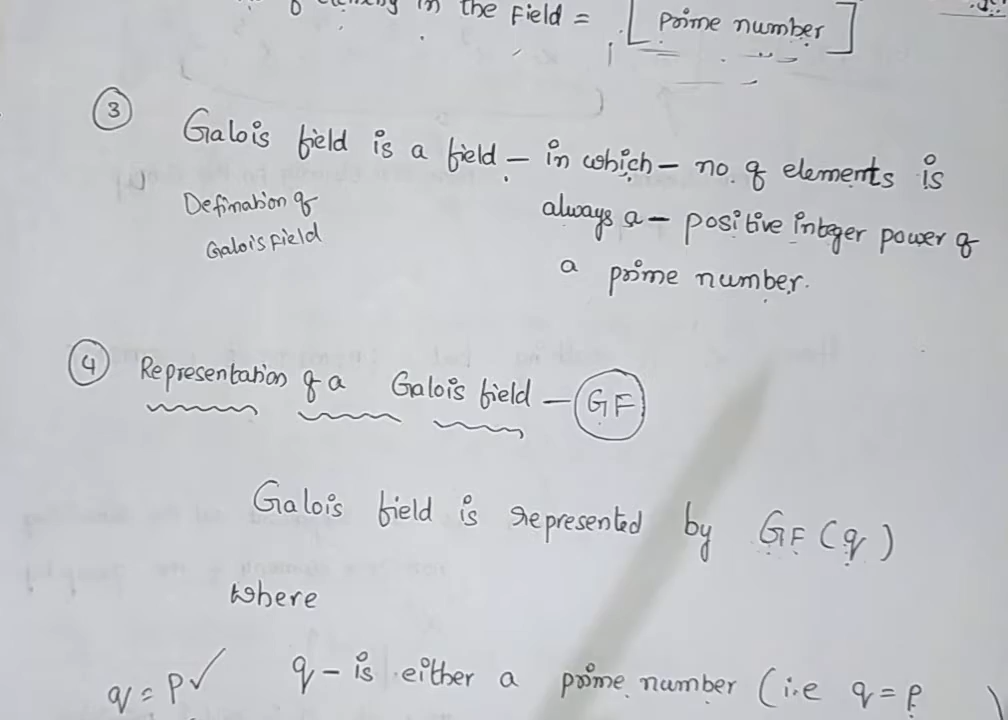 in the Field = [ prime number ]
③ Galois field is a field – in which – no. of elements is
always a – positive integer power of
a prime number.
Defination of
Galois Field
④ Representation of a Galois field – GF
Galois field is represented by GF (q)
where
q = p ✓ q – is either a prime number (i.e q = p )